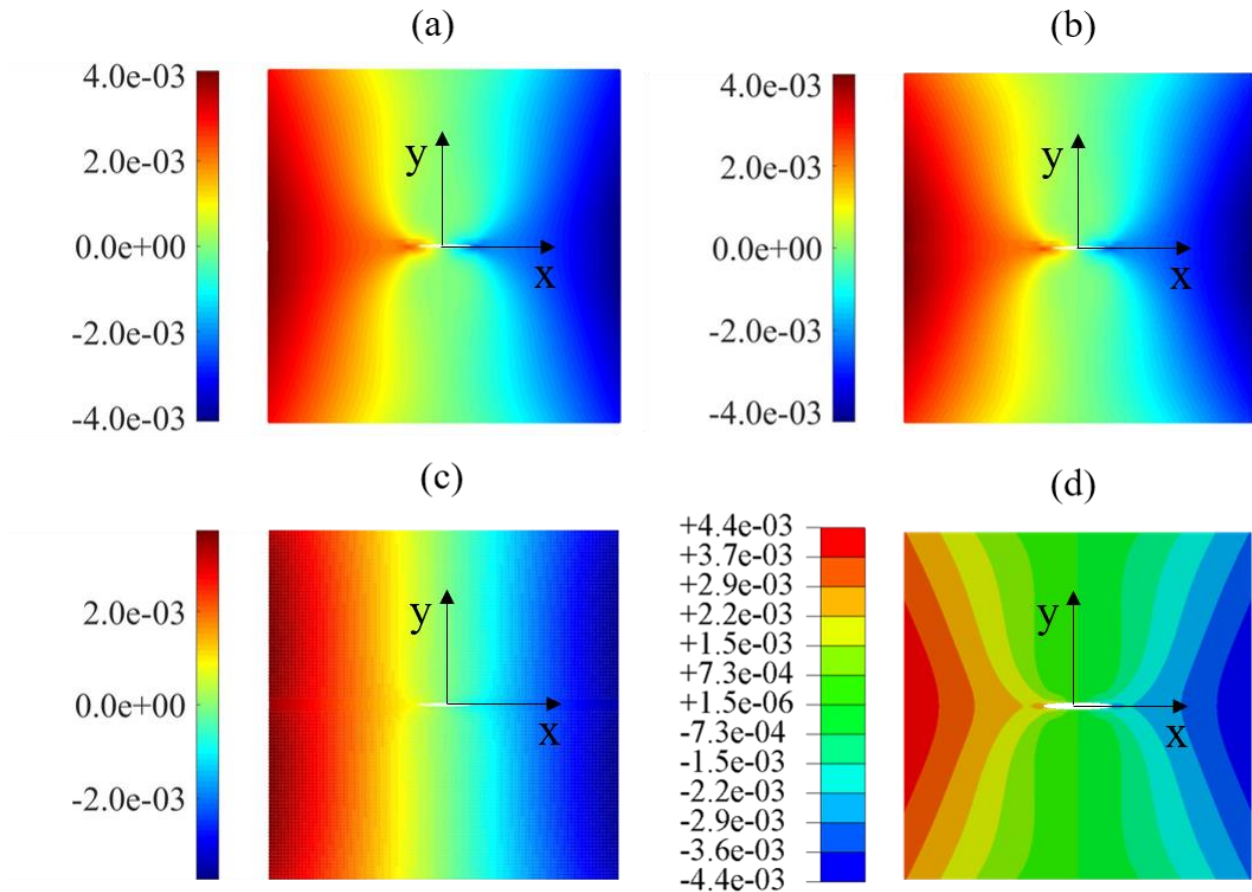 (a)
4.0e-03
2.0e-03
0.0e+00
-2.0e-03
-4.0e-03
y
x
(b)
4.0e-03
2.0e-03
0.0e+00
-2.0e-03
-4.0e-03
y
x
(c)
2.0e-03
0.0e+00
-2.0e-03
y
x
(d)
+4.4e-03
+3.7e-03
+2.9e-03
+2.2e-03
+1.5e-03
+7.3e-04
+1.5e-06
-7.3e-04
-1.5e-03
-2.2e-03
-2.9e-03
-3.6e-03
-4.4e-03
y
x